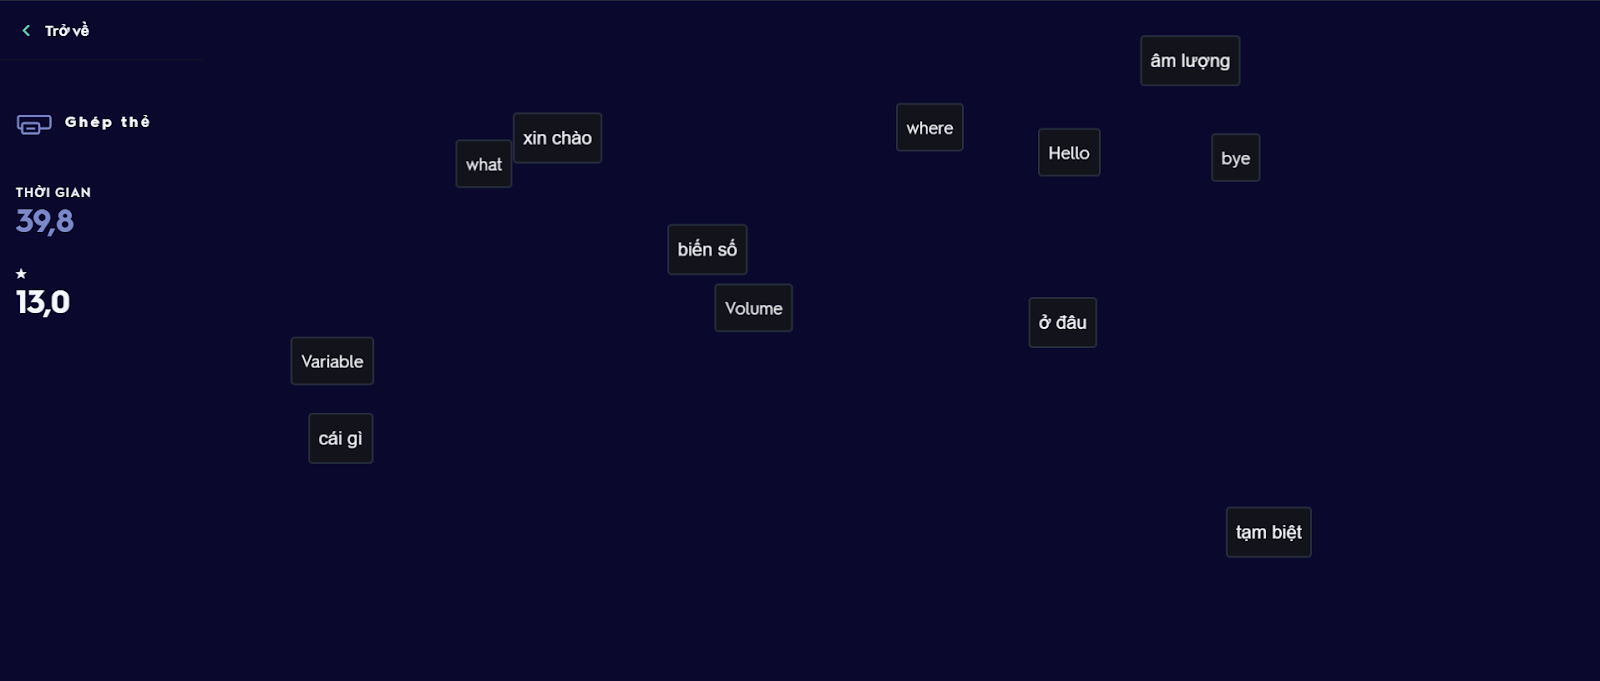 Trở về
Ghép thẻ
THỜI GIAN
39,8
13,0
âm lượng
where
xin chào
Hello
bye
what
biến số
Volume
ở đâu
Variable
cái gì
tạm biệt